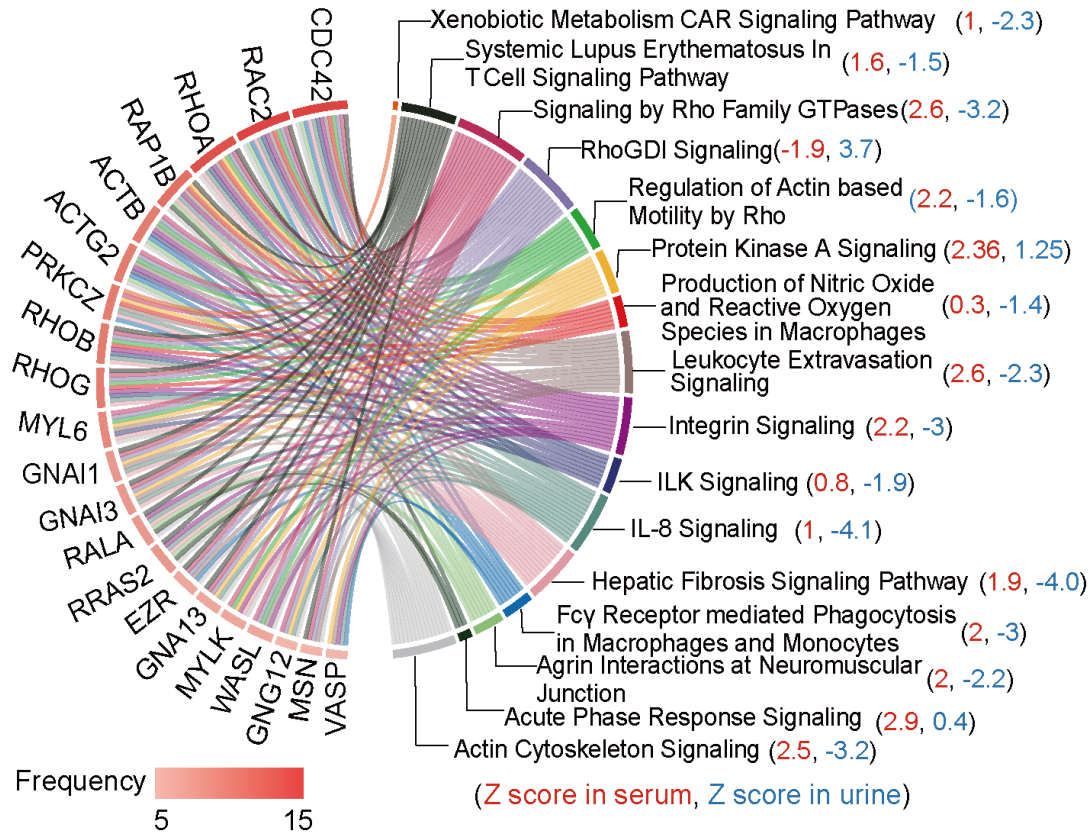 CDC42
RAC2
RHOA
RAP1B
ACTB
ACTG2
PRKCZ
RHOB
RHOG
MYL6
GNAI1
GNAI3
RALA
RRAS2
EZR
GNA13
MYLK
WASL
GNG12
MSN
VASP
Xenobiotic Metabolism CAR Signaling Pathway (1, -2.3)
Systemic Lupus Erythematosus In
T Cell Signaling Pathway (1.6, -1.5)
Signaling by Rho Family GTPases(2.6, -3.2)
RhoGDI Signaling(-1.9, 3.7)
Regulation of Actin based
Motility by Rho (2.2, -1.6)
Protein Kinase A Signaling (2.36, 1.25)
Production of Nitric Oxide
and Reactive Oxygen (0.3, -1.4)
Species in Macrophages
Leukocyte Extravasation
Signaling (2.6, -2.3)
Integrin Signaling (2.2, -3)
ILK Signaling (0.8, -1.9)
IL-8 Signaling (1, -4.1)
Hepatic Fibrosis Signaling Pathway (1.9, -4.0)
Fcγ Receptor mediated Phagocytosis
in Macrophages and Monocytes (2, -3)
Agrin Interactions at Neuromuscular
Junction (2, -2.2)
Acute Phase Response Signaling (2.9, 0.4)
Actin Cytoskeleton Signaling (2.5, -3.2)
Frequency
5 15
(Z score in serum, Z score in urine)